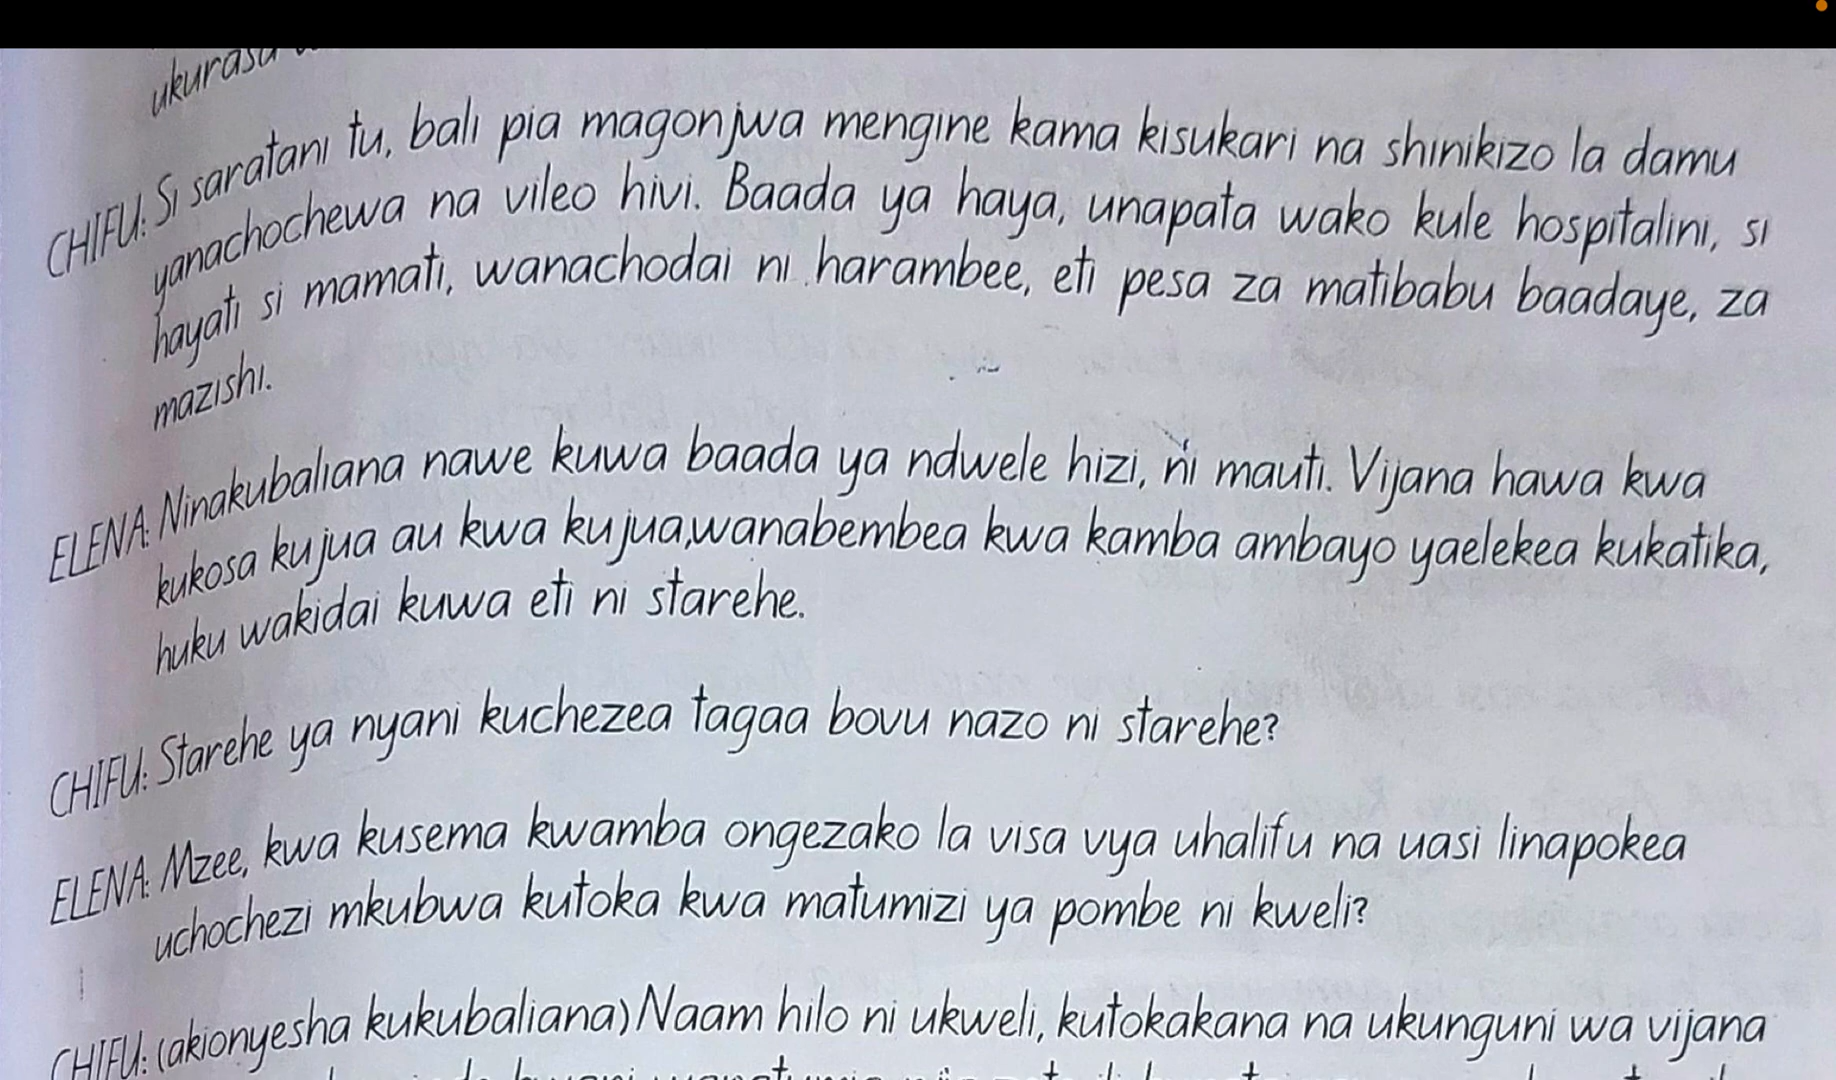 ukurasa
CHIFU: Si saratani tu, bali pia magonjwa mengine kama kisukari na shinikizo la damu
yanachochewa na vileo hivi. Baada ya haya, unapata wako kule hospitalini, si
hayati si mamati, wanachodai ni harambee, eti pesa za matibabu baadaye, za
mazishi.
ELENA: Ninakubaliana nawe kuwa baada ya ndwele hizi, ni mauti. Vijana hawa kwa
kukosa kujua au kwa kujua, wanabembea kwa kamba ambayo yaelekea kukatika,
huku wakidai kuwa eti ni starehe.
CHIFU: Starehe ya nyani kuchezea tagaa bovu nazo ni starehe?
ELENA: Mzee, kwa kusema kwamba ongezako la visa vya uhalifu na uasi linapokea
uchochezi mkubwa kutoka kwa matumizi ya pombe ni kweli?
CHIFU: (akionyesha kukubaliana) Naam hilo ni ukweli, kutokakana na ukunguni wa vijana